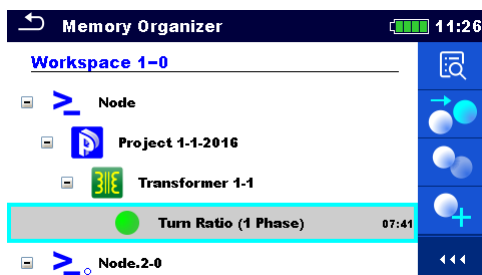 Memory Organizer 11:26
Workspace 1-0
Node
Project 1-1-2016
Transformer 1-1
Turn Ratio (1 Phase) 07:41
Node.2-0